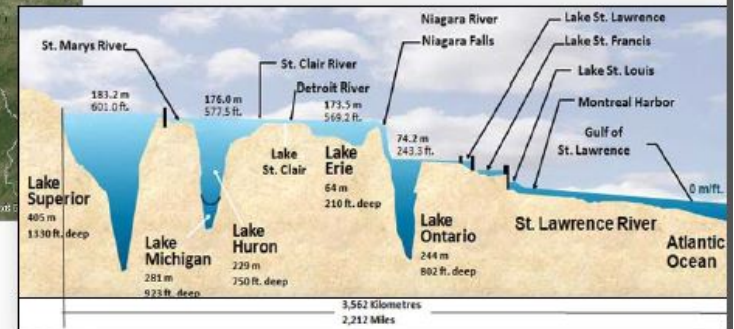 Niagara River
Lake St. Lawrence
St. Marys River
Niagara Falls
Lake St. Francis
St. Clair River
Lake St. Louis
Detroit River
183.2 m
601.0 ft.
176.0 m
577.5 ft.
173.5 m
569.2 ft.
Montreal Harbor
74.2 m
243.3 ft.
Gulf of
St. Lawrence
Lake
St. Clair
Lake
Erie
64 m
210 ft. deep
0 m/ft.
Lake
Superior
405 m
1330 ft. deep
Lake
Michigan
281 m
923 ft. deep
Lake
Huron
229 m
750 ft. deep
Lake
Ontario
244 m
802 ft. deep
St. Lawrence River
Atlantic
Ocean
3,562 Kilometres
2,212 Miles